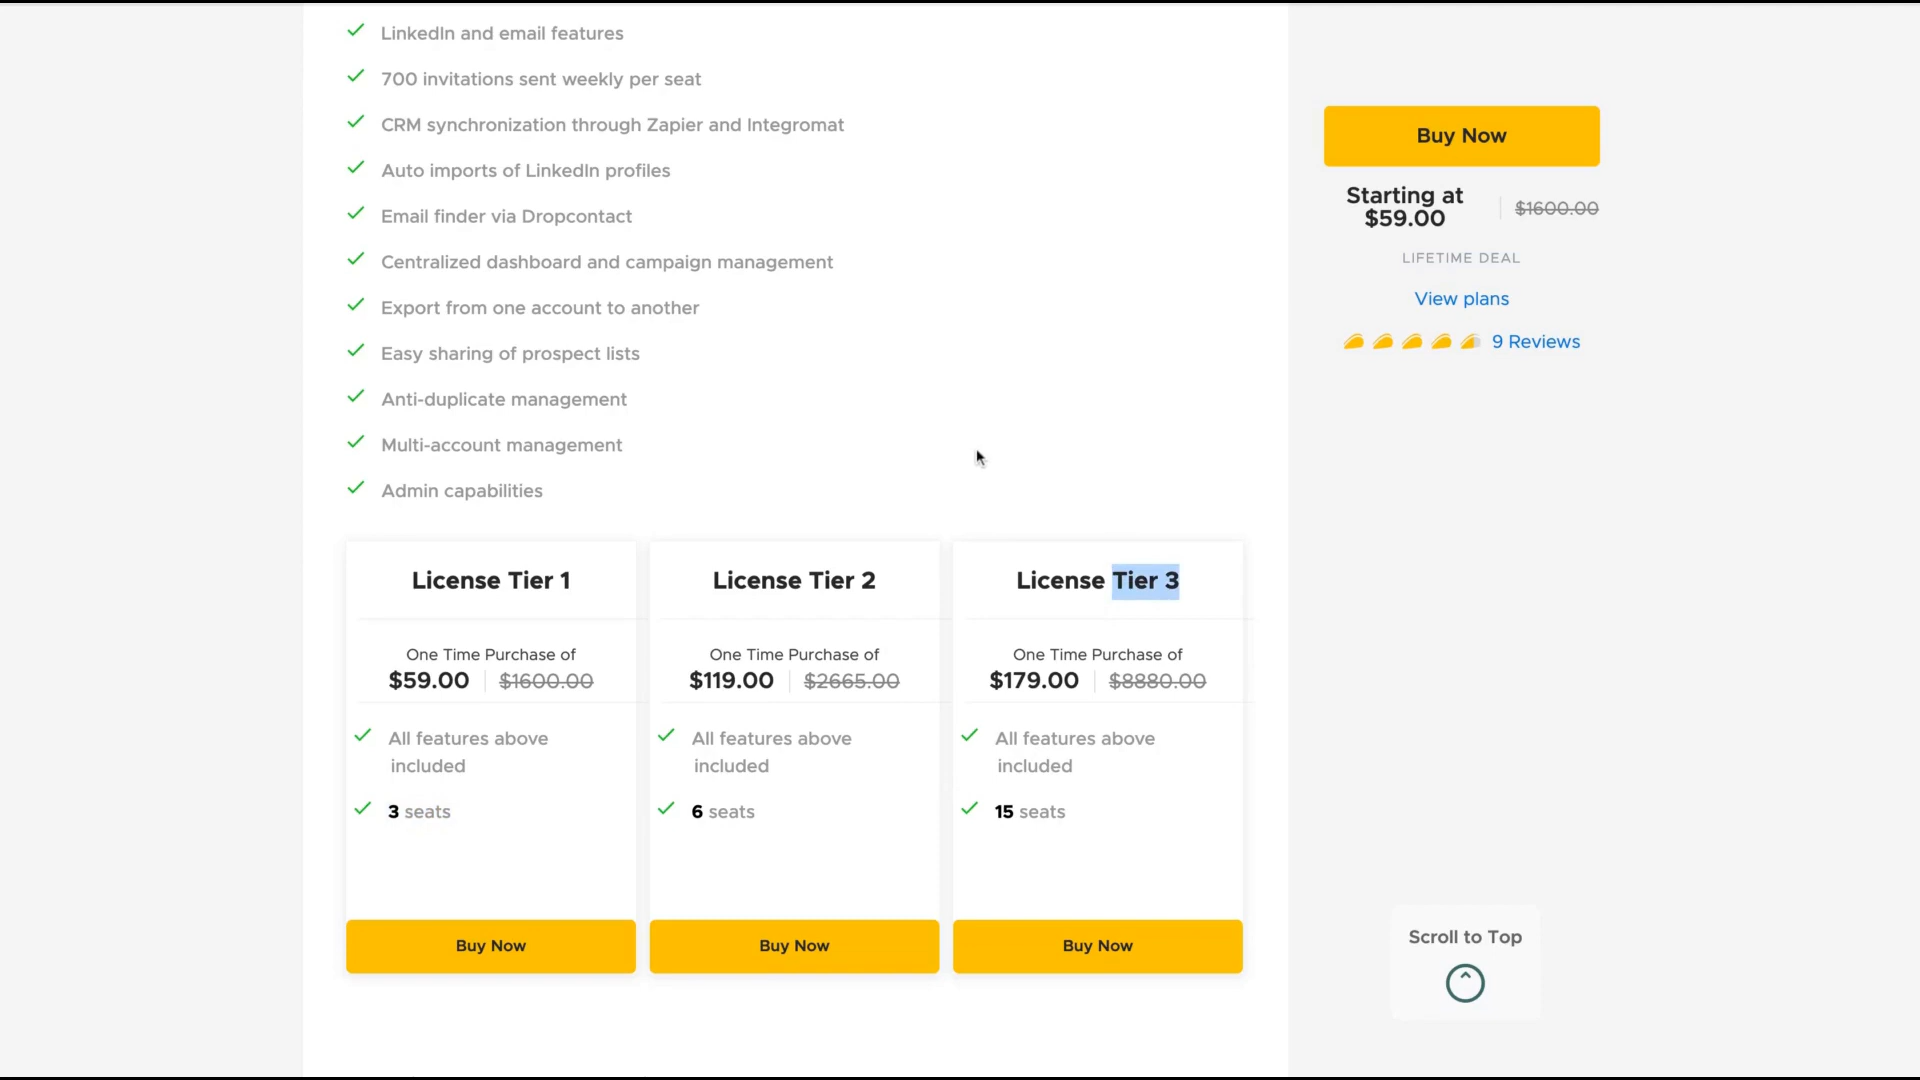 LinkedIn and email features
700 invitations sent weekly per seat
CRM synchronization through Zapier and Integromat
Auto imports of LinkedIn profiles
Email finder via Dropcontact
Centralized dashboard and campaign management
Export from one account to another
Easy sharing of prospect lists
Anti-duplicate management
Multi-account management
Admin capabilities
License Tier 1
One Time Purchase of
$59.00 $1600.00
All features above
included
3 seats
Buy Now
License Tier 2
One Time Purchase of
$119.00 $2665.00
All features above
included
6 seats
Buy Now
License Tier 3
One Time Purchase of
$179.00 $8880.00
All features above
included
15 seats
Buy Now
Buy Now
Starting at
$59.00
$1600.00
LIFETIME DEAL
View plans
9 Reviews
Scroll to Top